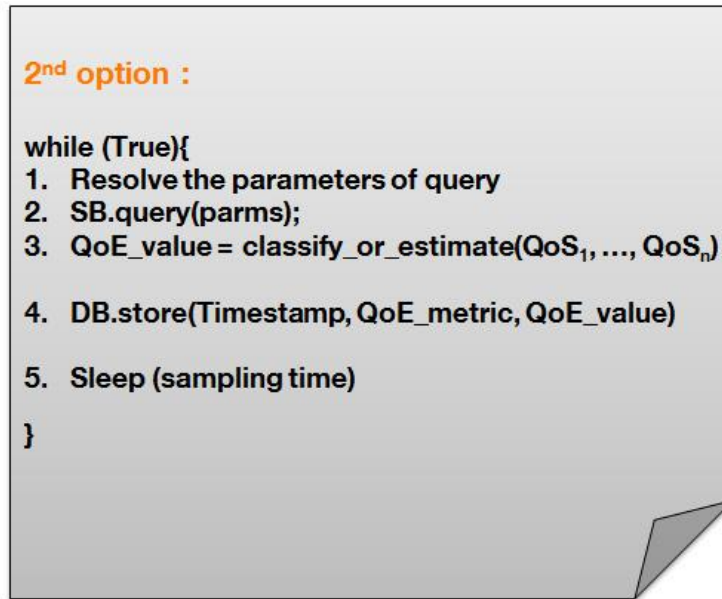 2nd option :
while (True){
1. Resolve the parameters of query
2. SB.query(parms);
3. QoE_value = classify_or_estimate(QoS1, ..., QoSn)
4. DB.store(Timestamp, QoE_metric, QoE_value)
5. Sleep (sampling time)
}